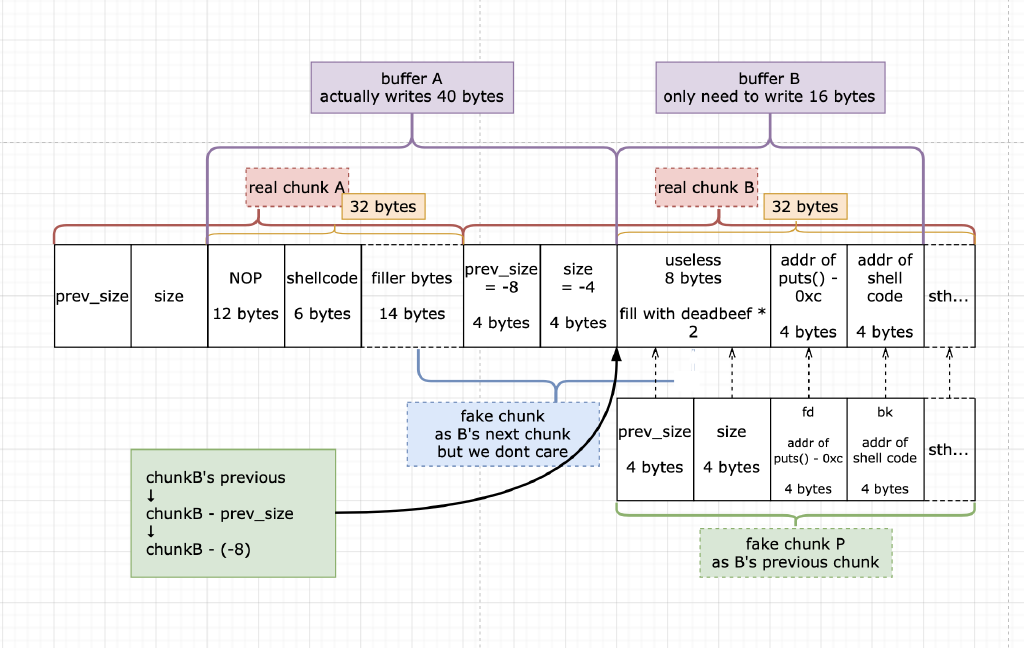 buffer A
actually writes 40 bytes
buffer B
only need to write 16 bytes
real chunk A
32 bytes
real chunk B
32 bytes
prev_size
size
NOP
12 bytes
shellcode
6 bytes
filler bytes
14 bytes
prev_size
= -8
4 bytes
size
= -4
4 bytes
useless
8 bytes
fill with deadbeef *
2
addr of
puts() -
0xc
4 bytes
addr of
shell
code
4 bytes
sth...
fake chunk
as B's next chunk
but we dont care
prev_size
4 bytes
size
4 bytes
fd
addr of
puts() - 0xc
4 bytes
bk
addr of
shell code
4 bytes
sth...
chunkB's previous
↓
chunkB - prev_size
↓
chunkB - (-8)
fake chunk P
as B's previous chunk